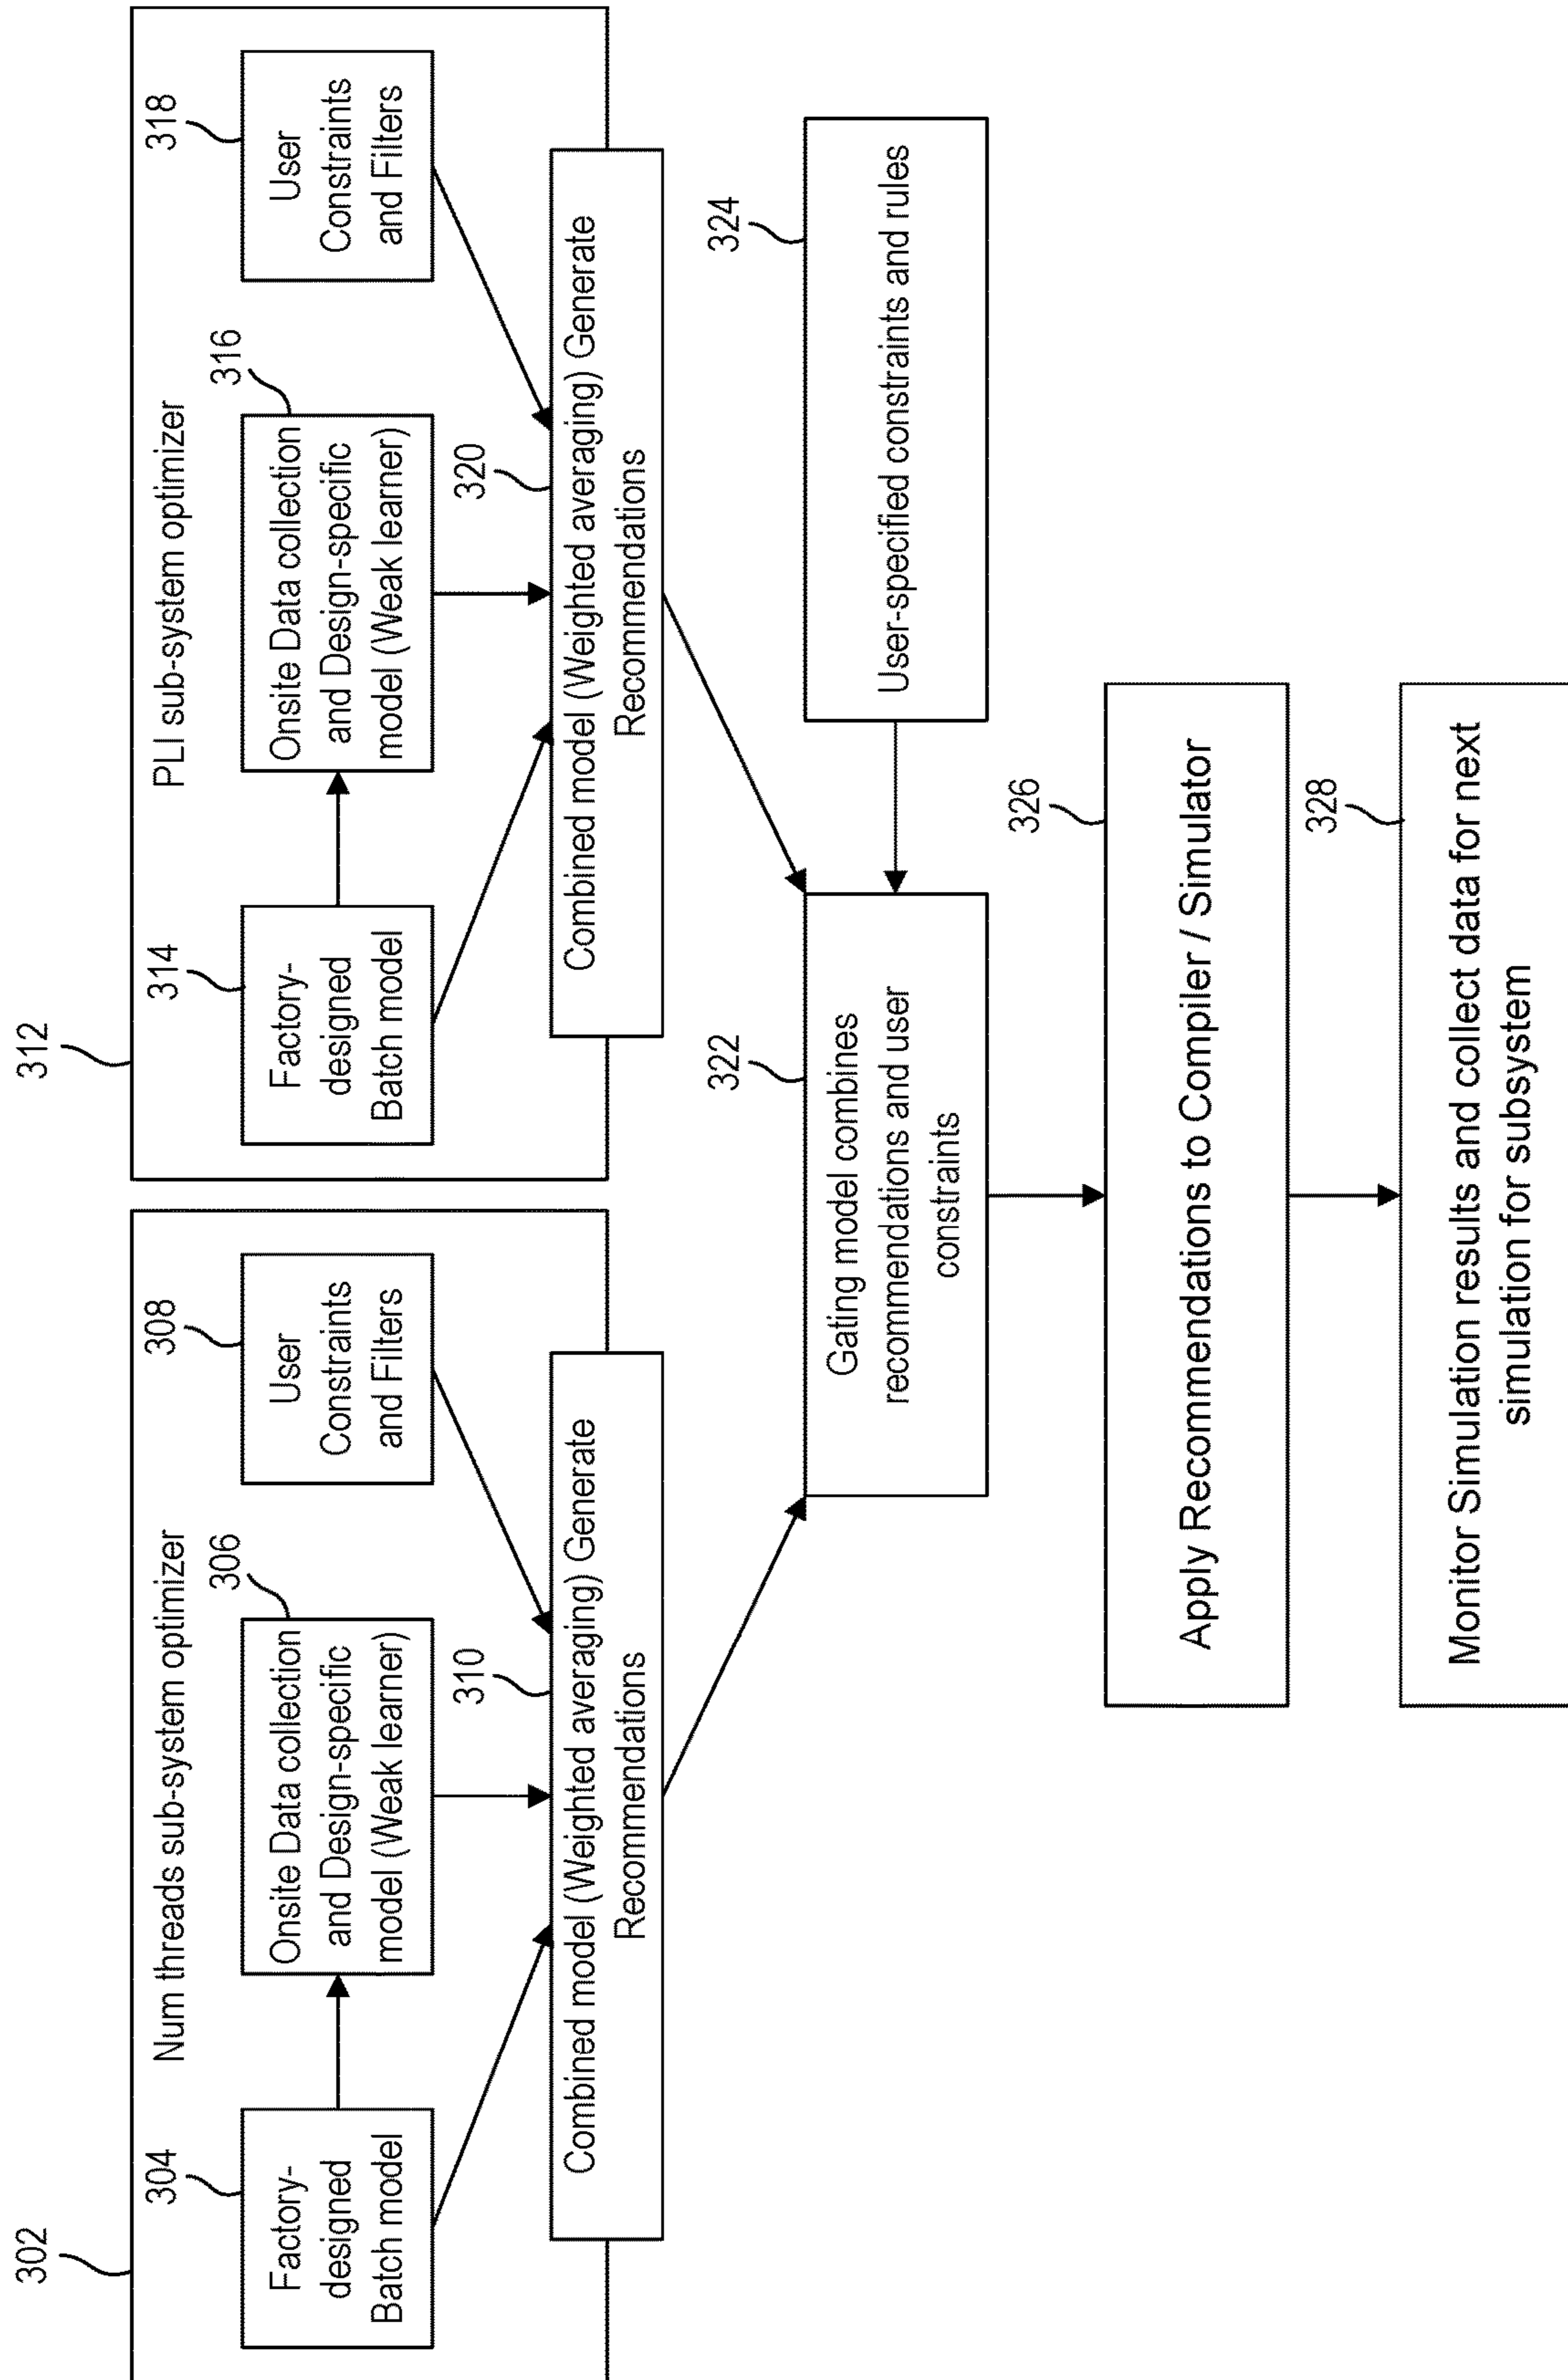 302
Num threads sub-system optimizer
304
Factory-
designed
Batch model
306
Onsite Data collection
and Design-specific
model (Weak learner)
308
User
Constraints
and Filters
310
Combined model (Weighted averaging) Generate
Recommendations
312
PLI sub-system optimizer
314
Factory-
designed
Batch model
316
Onsite Data collection
and Design-specific
model (Weak learner)
318
User
Constraints
and Filters
320
Combined model (Weighted averaging) Generate
Recommendations
322
Gating model combines
recommendations and user
constraints
324
User-specified constraints and rules
326
Apply Recommendations to Compiler / Simulator
328
Monitor Simulation results and collect data for next
simulation for subsystem